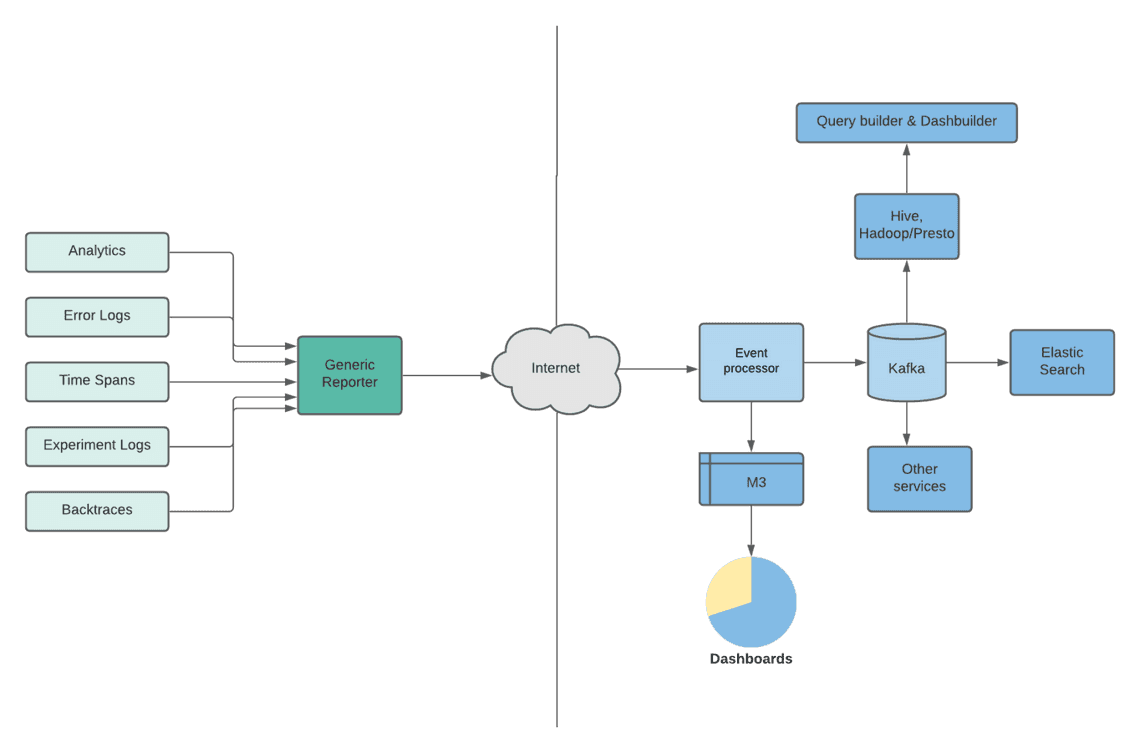 Query builder & Dashbuilder
Hive,
Hadoop/Presto
Analytics
Error Logs
Time Spans
Experiment Logs
Backtraces
Generic
Reporter
Internet
Event
processor
Kafka
Elastic
Search
M3
Other
services
Dashboards